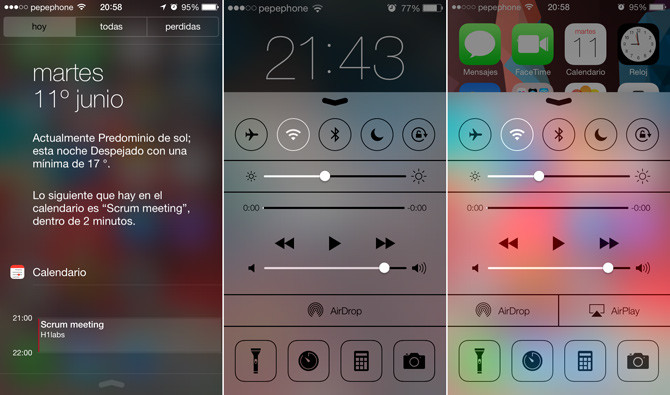 pepephone 20:58 95%
hoy todas perdidas
martes
11º junio
Actualmente Predominio de sol;
esta noche Despejado con una
mínima de 17 °.
Lo siguiente que hay en el
calendario es “Scrum meeting”,
dentro de 2 minutos.
Calendario
21:00
Scrum meeting
H1labs
22:00
pepephone 77%
21:43
0:00 -0:00
AirDrop
pepephone 20:58 95%
martes
11
Mensajes FaceTime Calendario Reloj
0:00 -0:00
AirDrop AirPlay